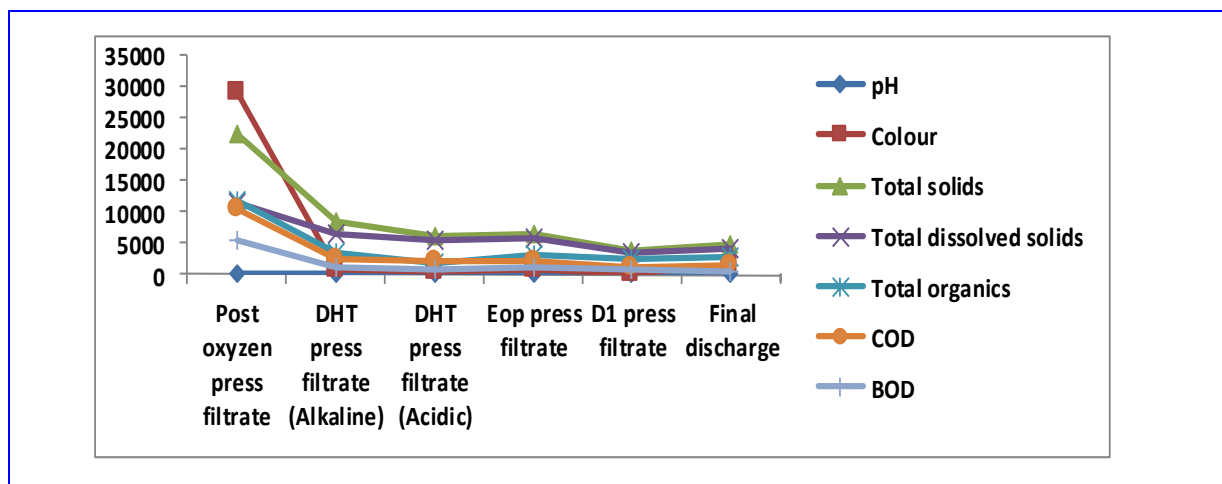 35000
30000
25000
20000
15000
10000
5000
0
Post
oxyzen
press
filtrate
DHT
press
filtrate
(Alkaline)
DHT
press
filtrate
(Acidic)
Eop press
filtrate
D1 press
filtrate
Final
discharge
pH
Colour
Total solids
Total dissolved solids
Total organics
COD
BOD